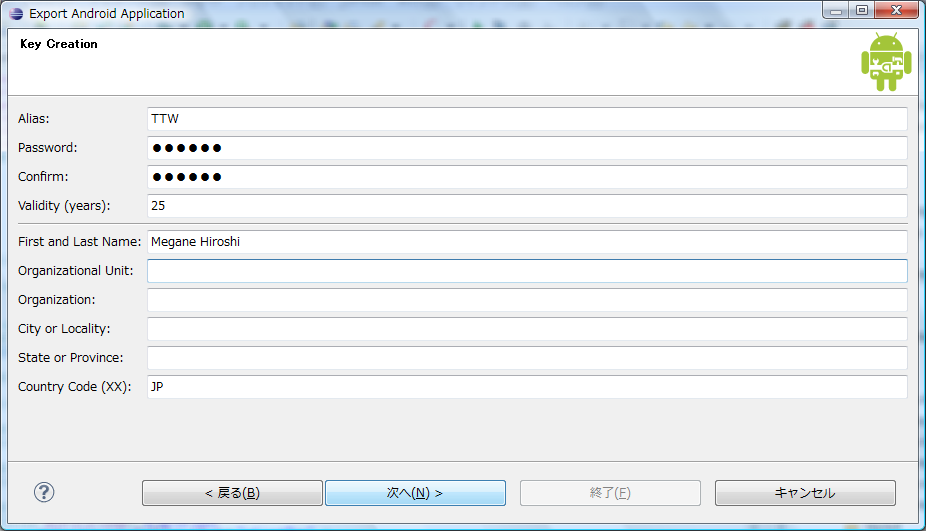 Export Android Application
Key Creation
Alias: TTW
Password: ●●●●●●
Confirm: ●●●●●●
Validity (years): 25
First and Last Name: Megane Hiroshi
Organizational Unit:
Organization:
City or Locality:
State or Province:
Country Code (XX): JP
? < 戻る(B) 次へ(N) > 終了(F) キャンセル